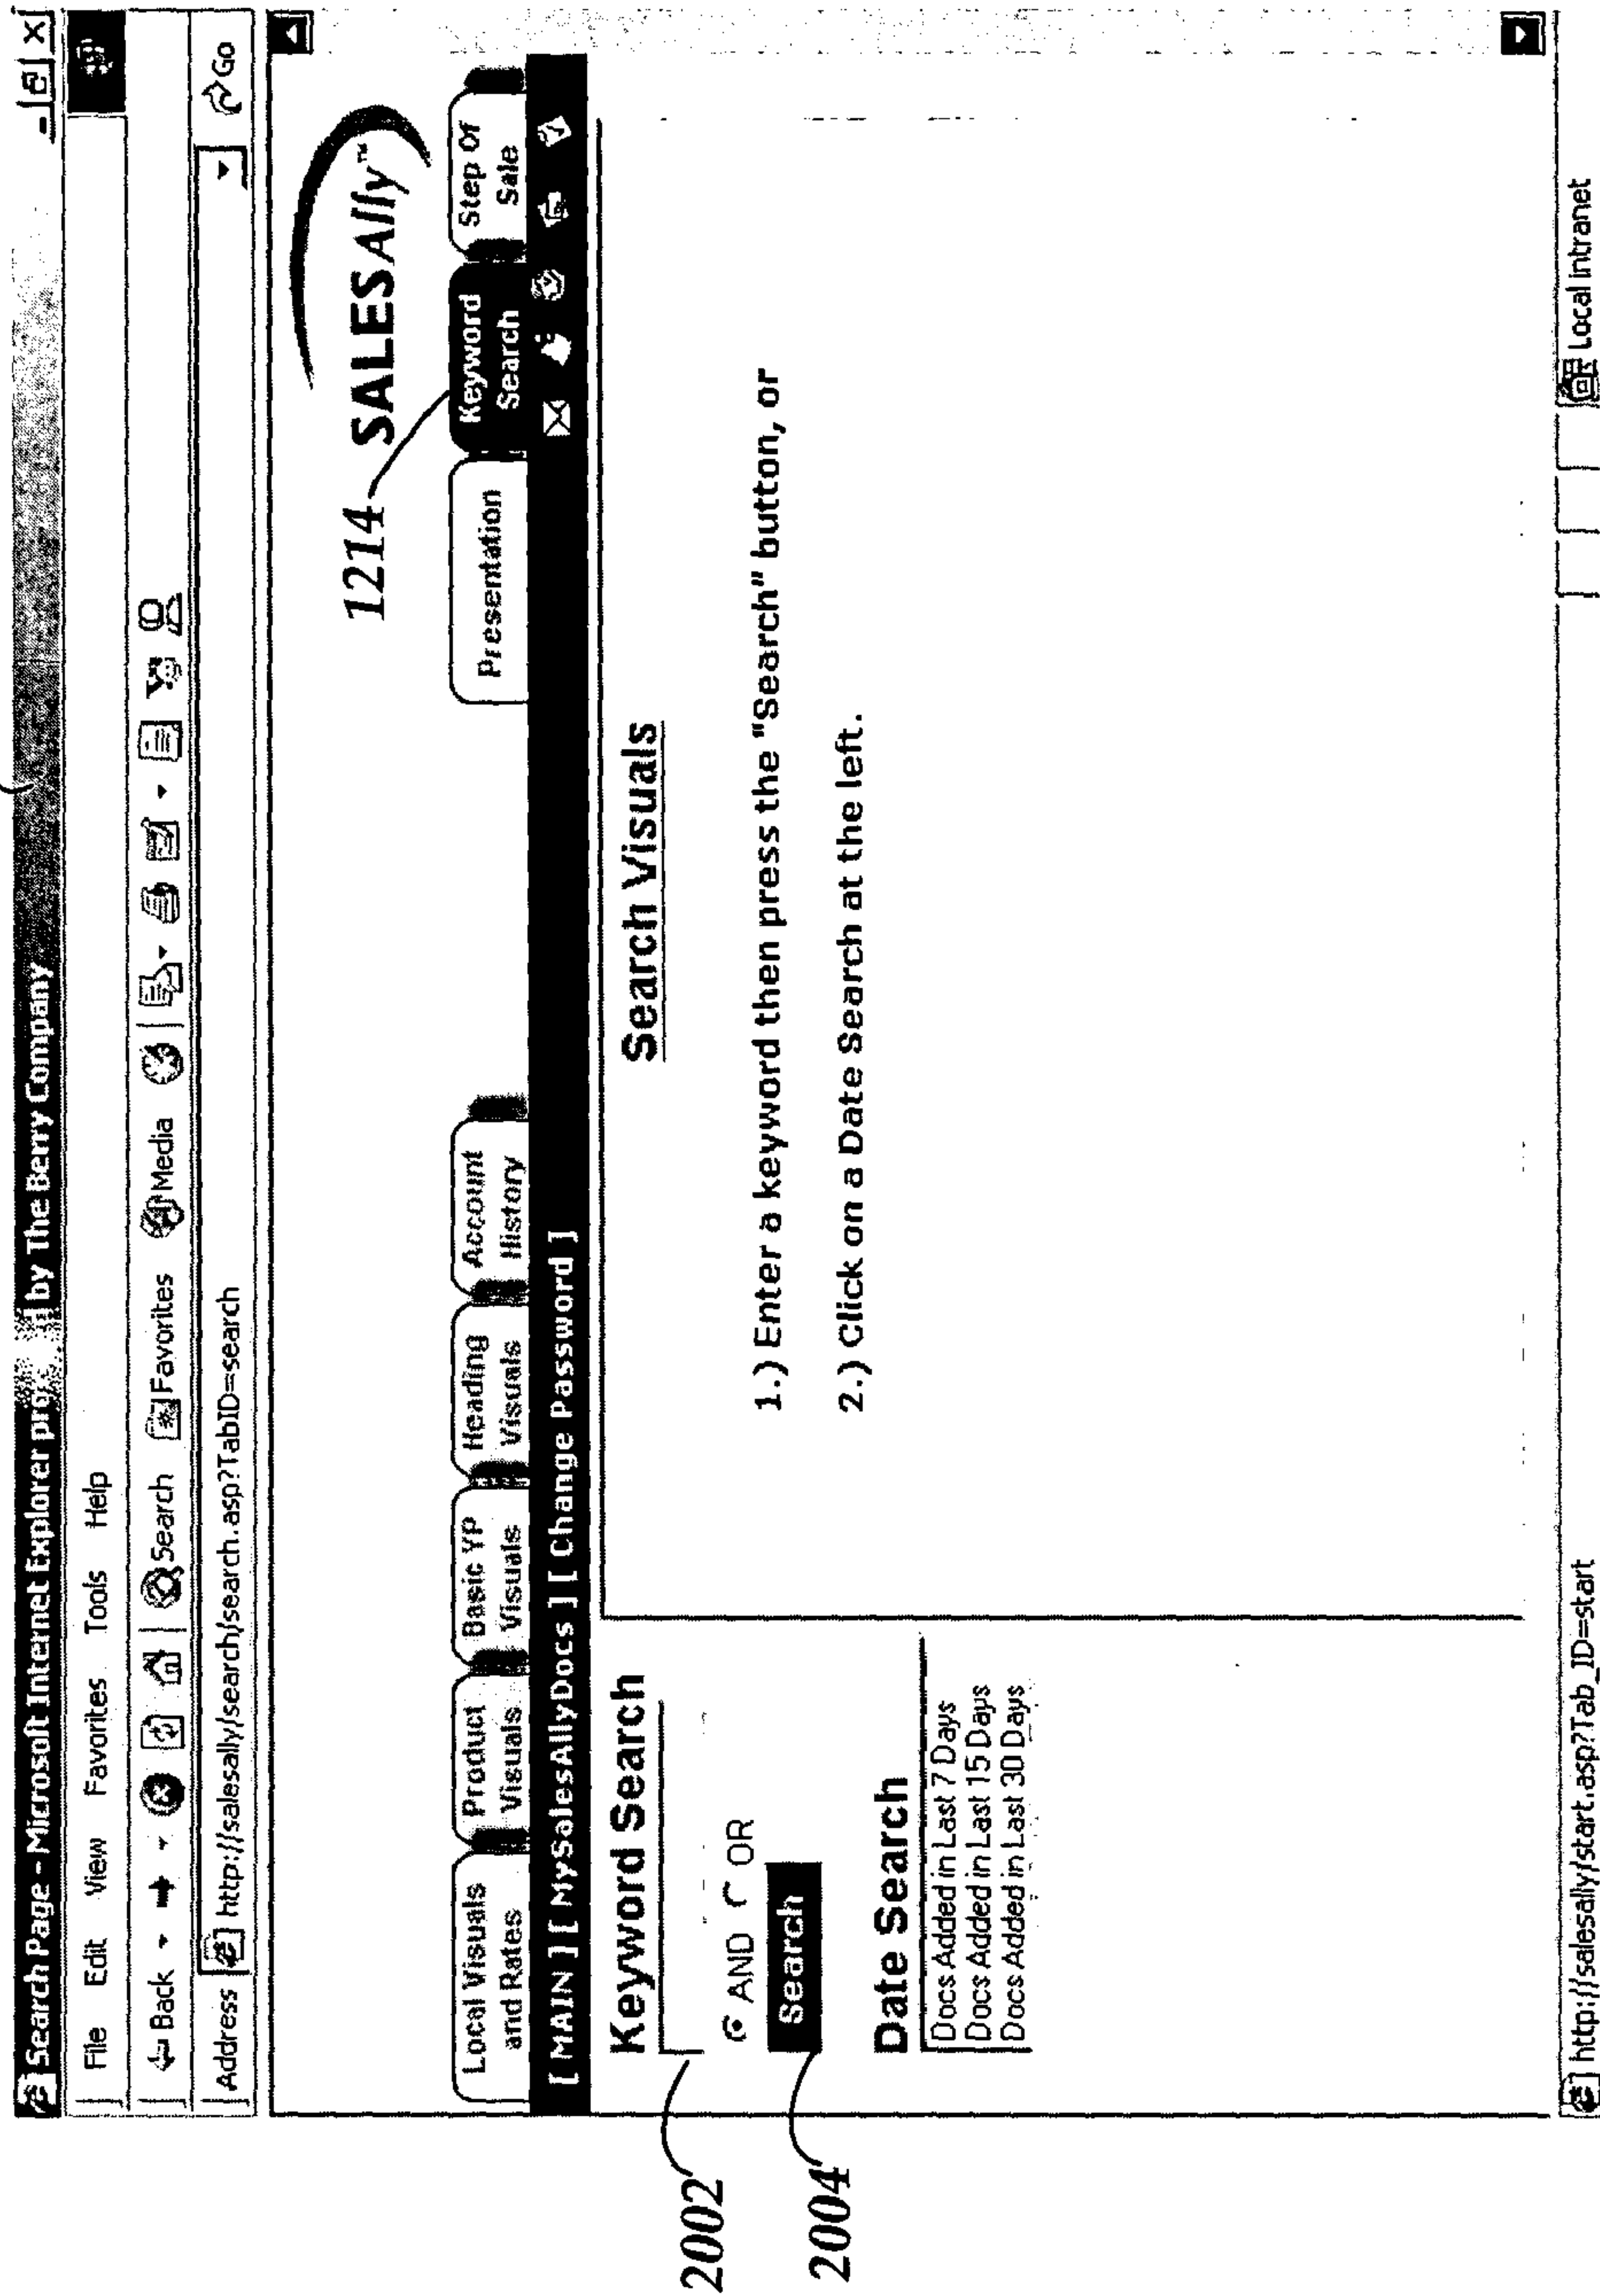 Search Page - Microsoft Internet Explorer by The Berry Company
File Edit View Favorites Tools Help
Back Search Favorites Media
Address http://salesally/search/search.asp?TabID=search Go
1214 SALESAlly™
Local Visuals and Rates
Product Visuals
Basic YP Visuals
Heading Visuals
Account History
Presentation
Keyword Search
Step Of Sale
[ MAIN ] [ MySalesAllyDocs ] [ Change Password ]
Keyword Search
2002
AND OR
Search
2004
Date Search
Docs Added in Last 7 Days
Docs Added in Last 15 Days
Docs Added in Last 30 Days
Search Visuals
1.) Enter a keyword then press the "Search" button, or
2.) Click on a Date Search at the left.
http://salesally/start.asp?Tab_ID=start Local intranet